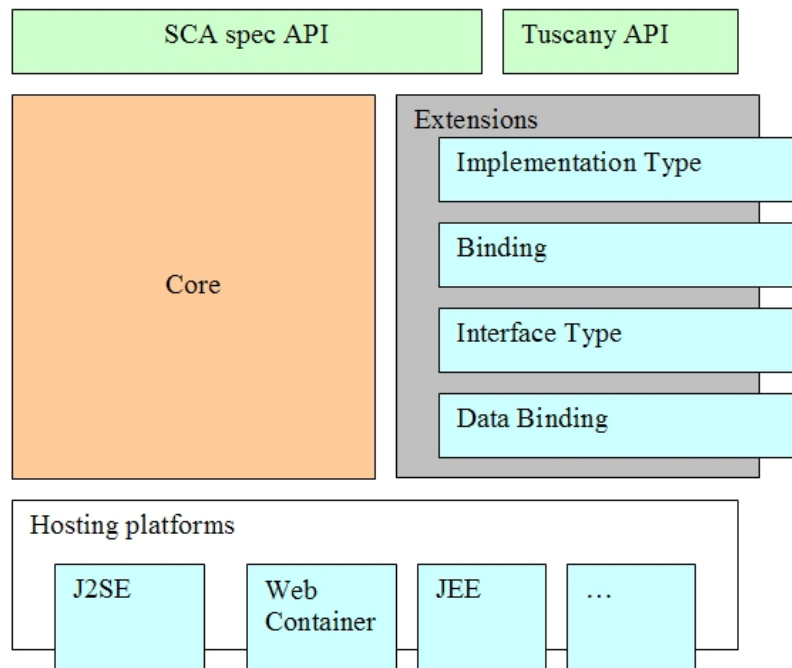 SCA spec API
Tuscany API
Core
Extensions
Implementation Type
Binding
Interface Type
Data Binding
Hosting platforms
J2SE
Web
Container
JEE
…